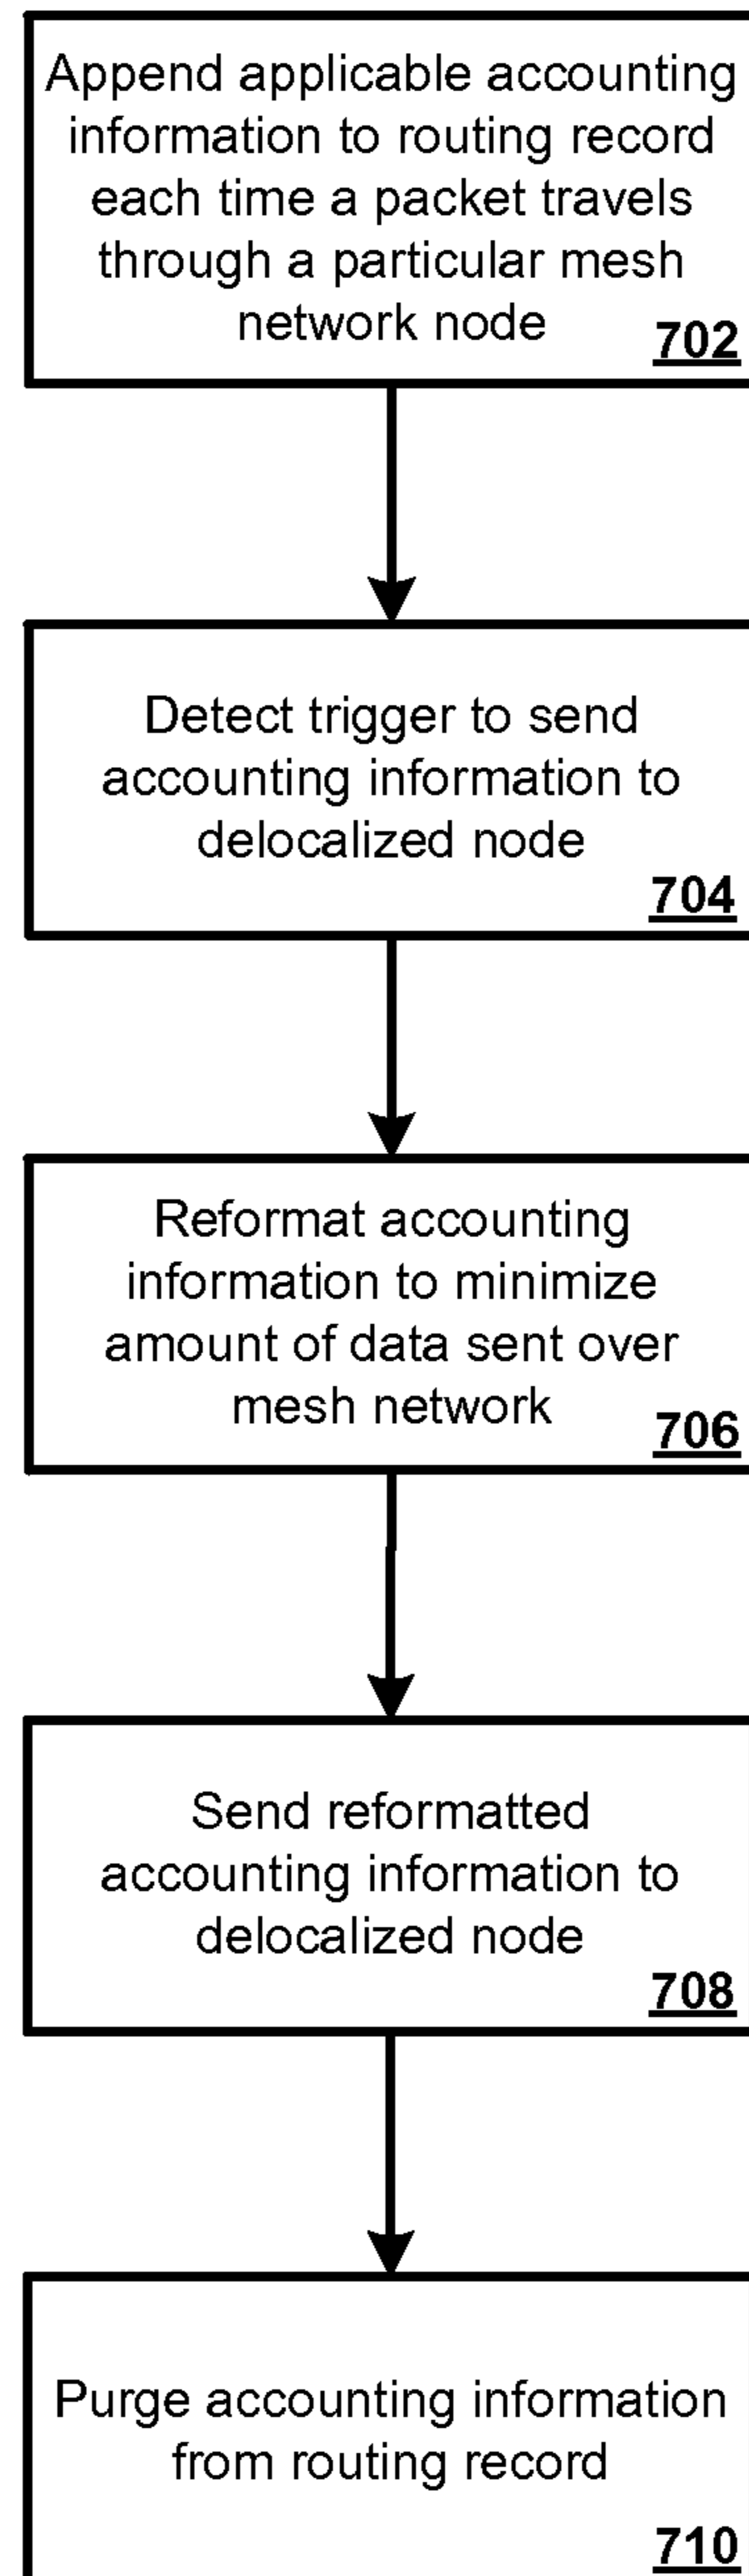 Append applicable accounting
information to routing record
each time a packet travels
through a particular mesh
network node
702
Detect trigger to send
accounting information to
delocalized node
704
Reformat accounting
information to minimize
amount of data sent over
mesh network
706
Send reformatted
accounting information to
delocalized node
708
Purge accounting information
from routing record
710